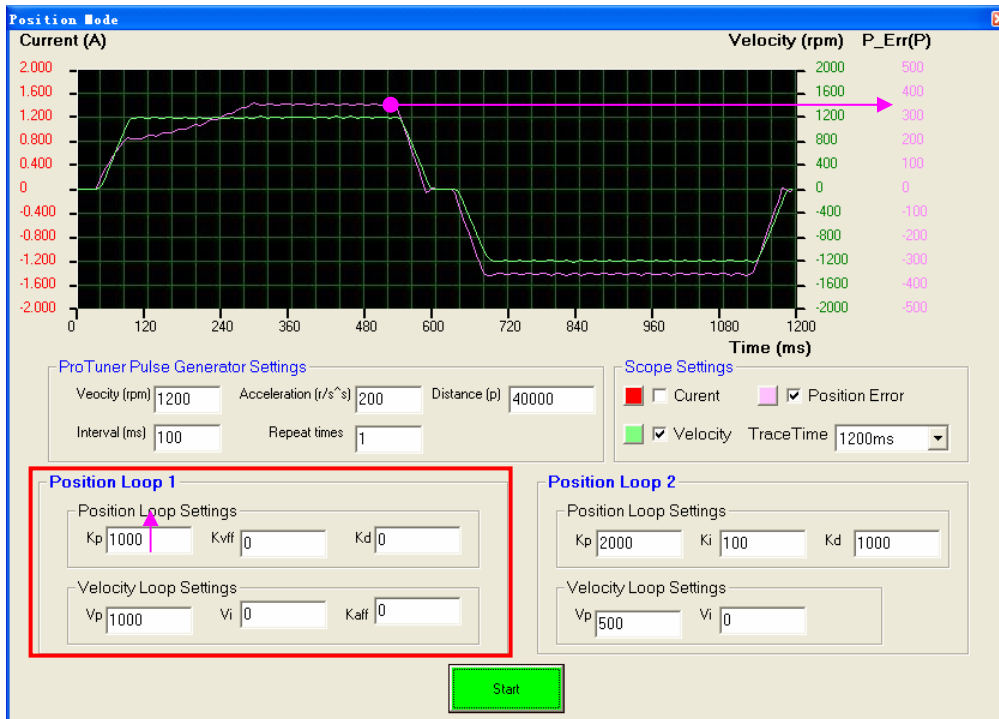 Position Mode
Current (A) Velocity (rpm) P_Err(P)
2.000 2000 500
1.600 1600 400
1.200 1200 300
0.800 800 200
0.400 400 100
0 0 0
-0.400 -400 -100
-0.800 -800 -200
-1.200 -1200 -300
-1.600 -1600 -400
-2.000 -2000 -500
0 120 240 360 480 600 720 840 960 1080 1200
Time (ms)
ProTuner Pulse Generator Settings
Veocity (rpm) 1200 Acceleration (r/s^s) 200 Distance (p) 40000
Interval (ms) 100 Repeat times 1
Scope Settings
Curent Position Error
Velocity TraceTime 1200ms
Position Loop 1
Position Loop Settings
Kp 1000 Kvff 0 Kd 0
Velocity Loop Settings
Vp 1000 Vi 0 Kaff 0
Position Loop 2
Position Loop Settings
Kp 2000 Ki 100 Kd 1000
Velocity Loop Settings
Vp 500 Vi 0
Start